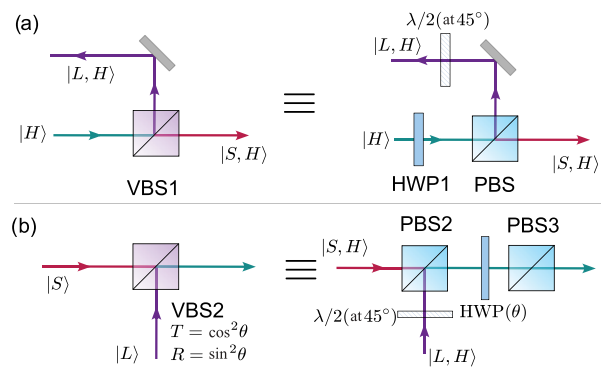 (a)
|L, H⟩
|H⟩
|S, H⟩
VBS1
≡
λ/2(at 45°)
|L, H⟩
|H⟩
|S, H⟩
HWP1
PBS
(b)
|S⟩
VBS2
T = cos²θ
R = sin²θ
|L⟩
≡
PBS2
PBS3
|S, H⟩
λ/2(at 45°)
HWP(θ)
|L, H⟩